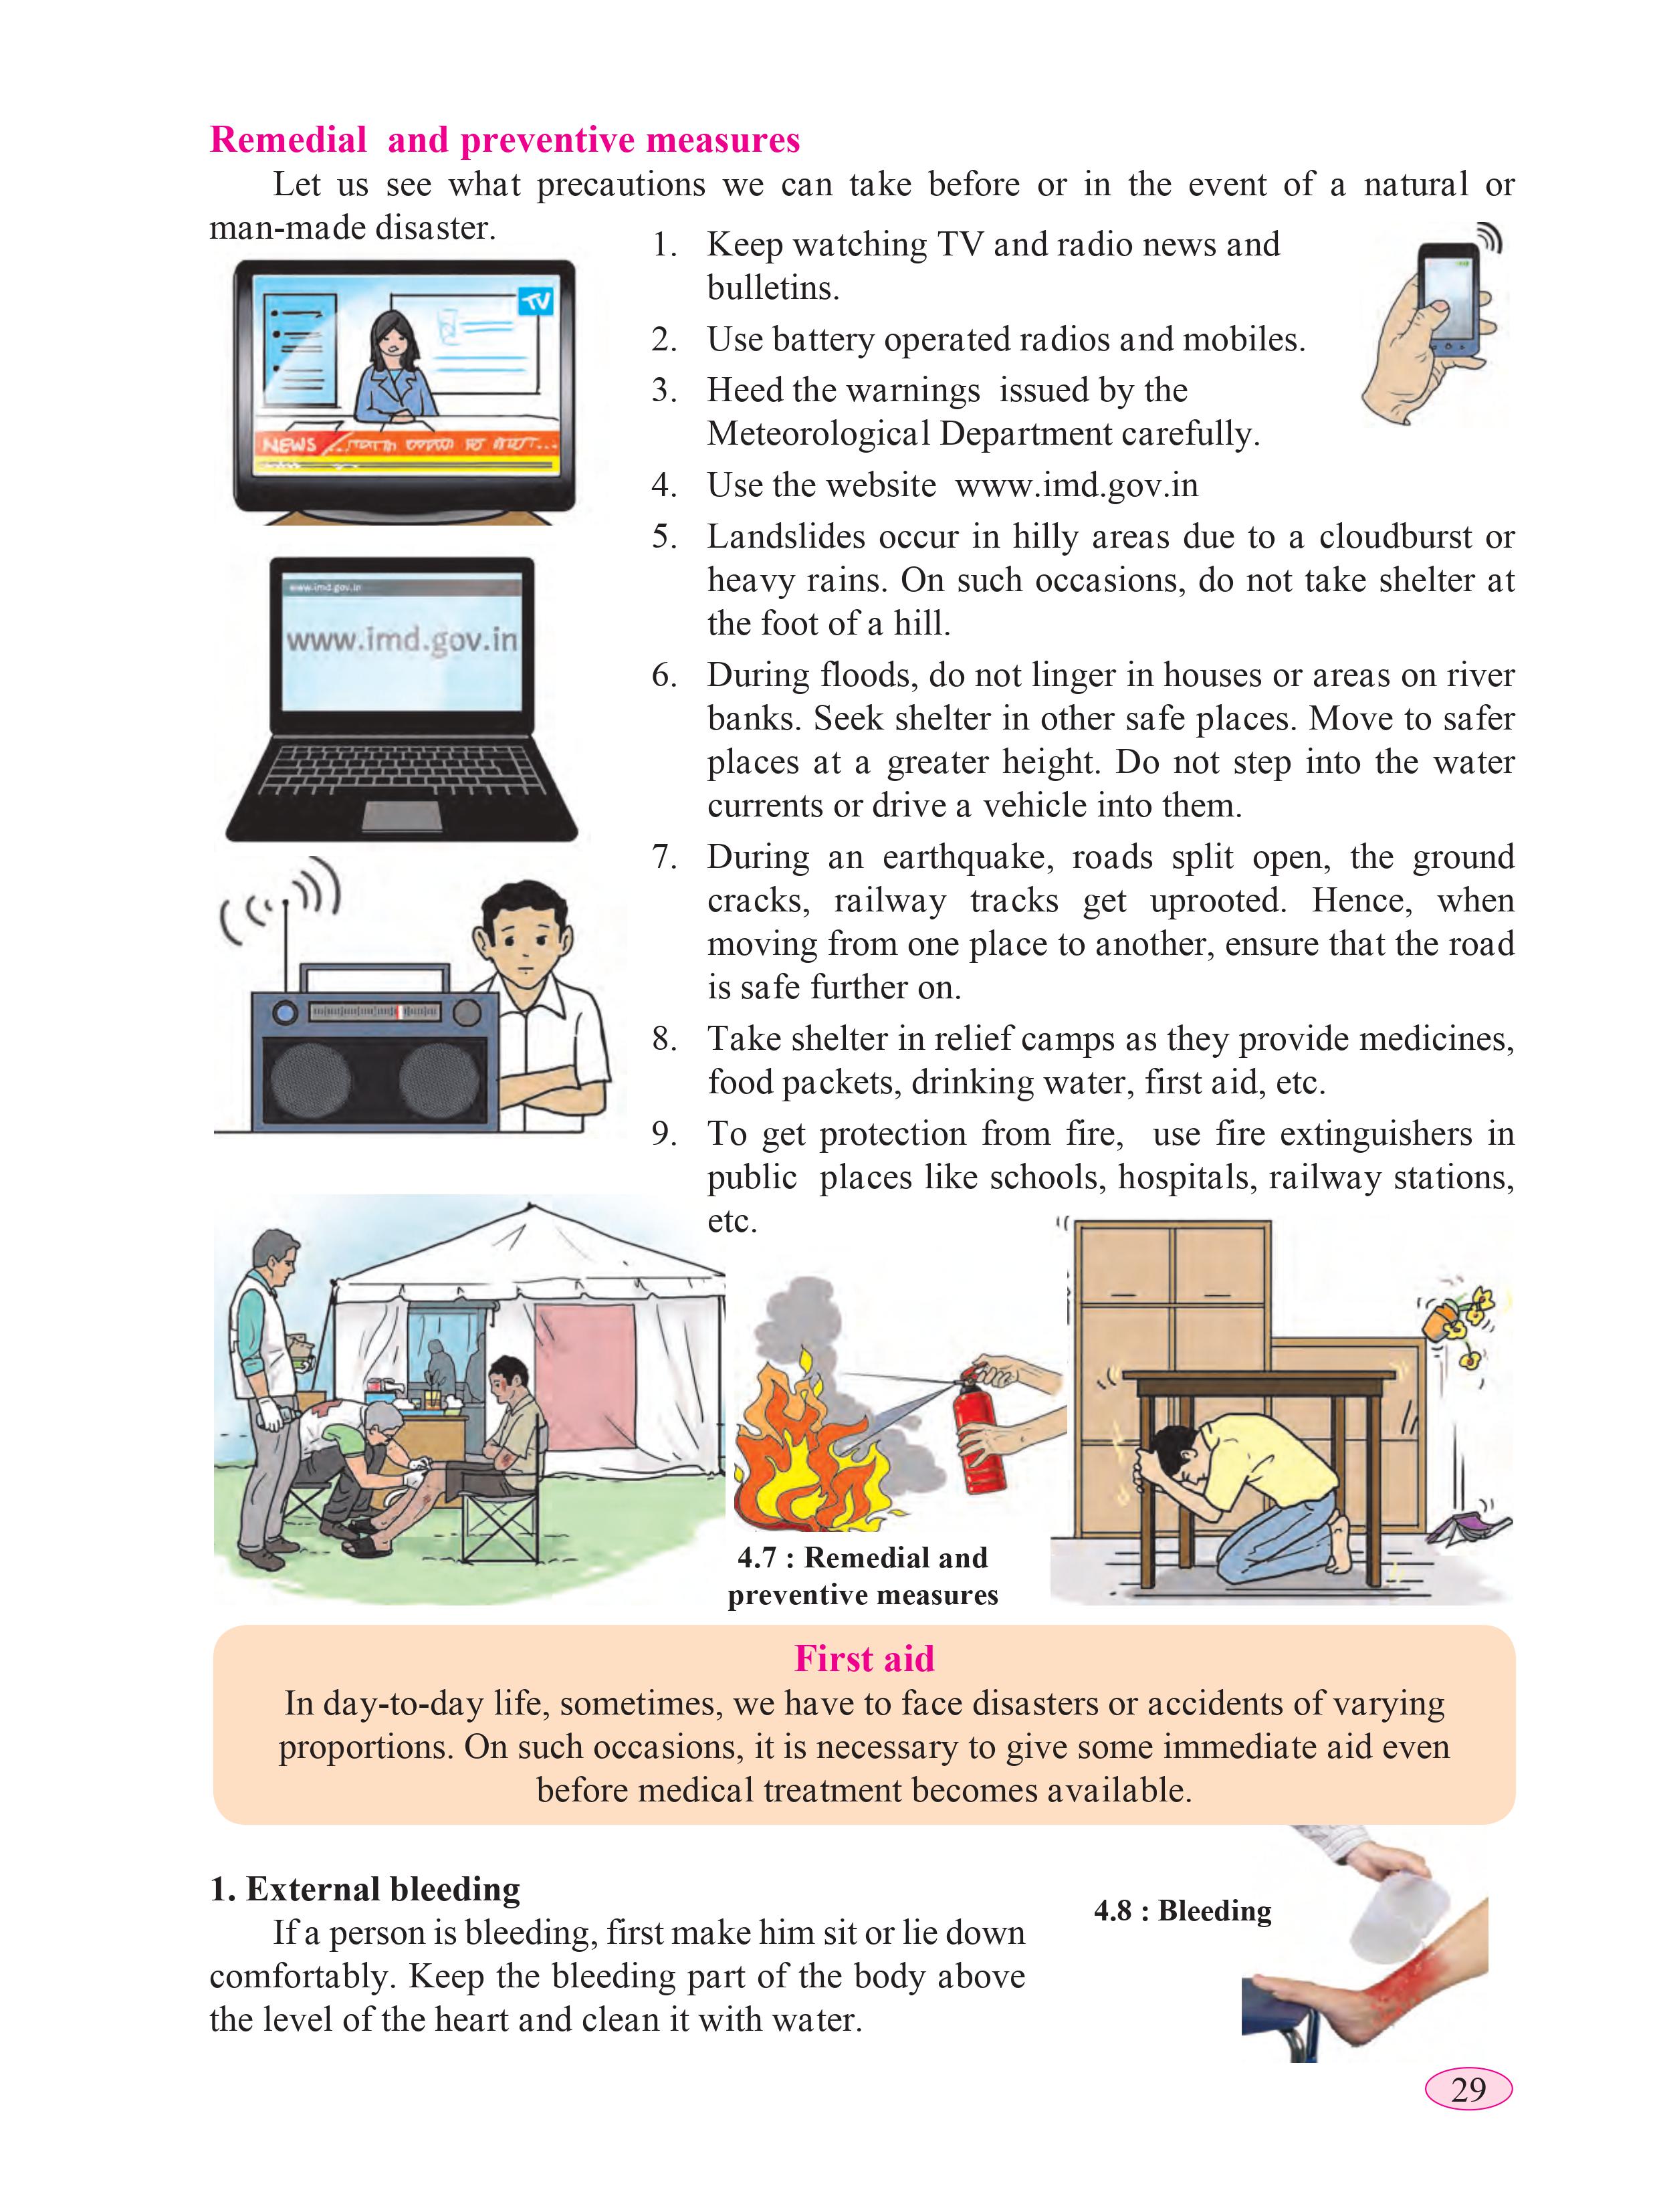 Remedial and preventive measures
Let us see what precautions we can take before or in the event of a natural or
man-made disaster.
TV
NEWS
www.imd.gov.in
www.imd.gov.in
1. Keep watching TV and radio news and
bulletins.
2. Use battery operated radios and mobiles.
3. Heed the warnings issued by the
Meteorological Department carefully.
4. Use the website www.imd.gov.in
5. Landslides occur in hilly areas due to a cloudburst or
heavy rains. On such occasions, do not take shelter at
the foot of a hill.
6. During floods, do not linger in houses or areas on river
banks. Seek shelter in other safe places. Move to safer
places at a greater height. Do not step into the water
currents or drive a vehicle into them.
7. During an earthquake, roads split open, the ground
cracks, railway tracks get uprooted. Hence, when
moving from one place to another, ensure that the road
is safe further on.
8. Take shelter in relief camps as they provide medicines,
food packets, drinking water, first aid, etc.
9. To get protection from fire, use fire extinguishers in
public places like schools, hospitals, railway stations,
etc.
4.7 : Remedial and
preventive measures
First aid
In day-to-day life, sometimes, we have to face disasters or accidents of varying
proportions. On such occasions, it is necessary to give some immediate aid even
before medical treatment becomes available.
1. External bleeding
If a person is bleeding, first make him sit or lie down
comfortably. Keep the bleeding part of the body above
the level of the heart and clean it with water.
4.8 : Bleeding
29